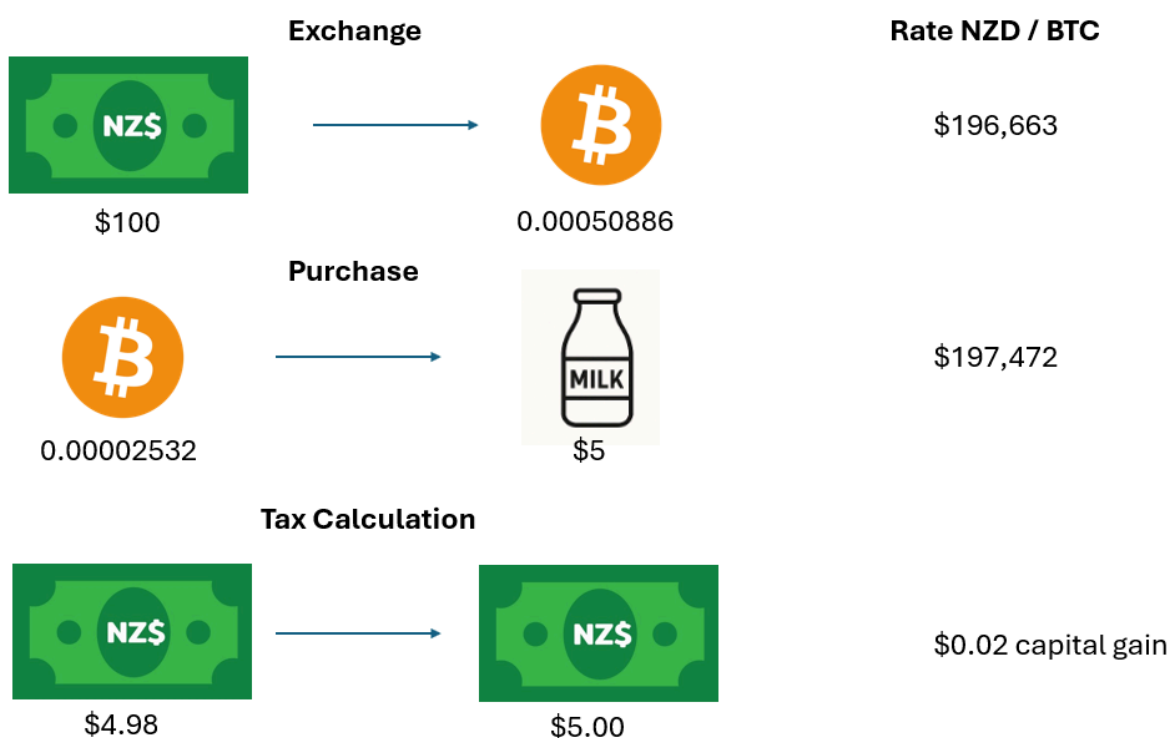 Exchange
Rate NZD / BTC
NZ$
$196,663
$100
0.00050886
Purchase
MILK
$197,472
0.00002532
$5
Tax Calculation
NZ$
NZ$
$0.02 capital gain
$4.98
$5.00